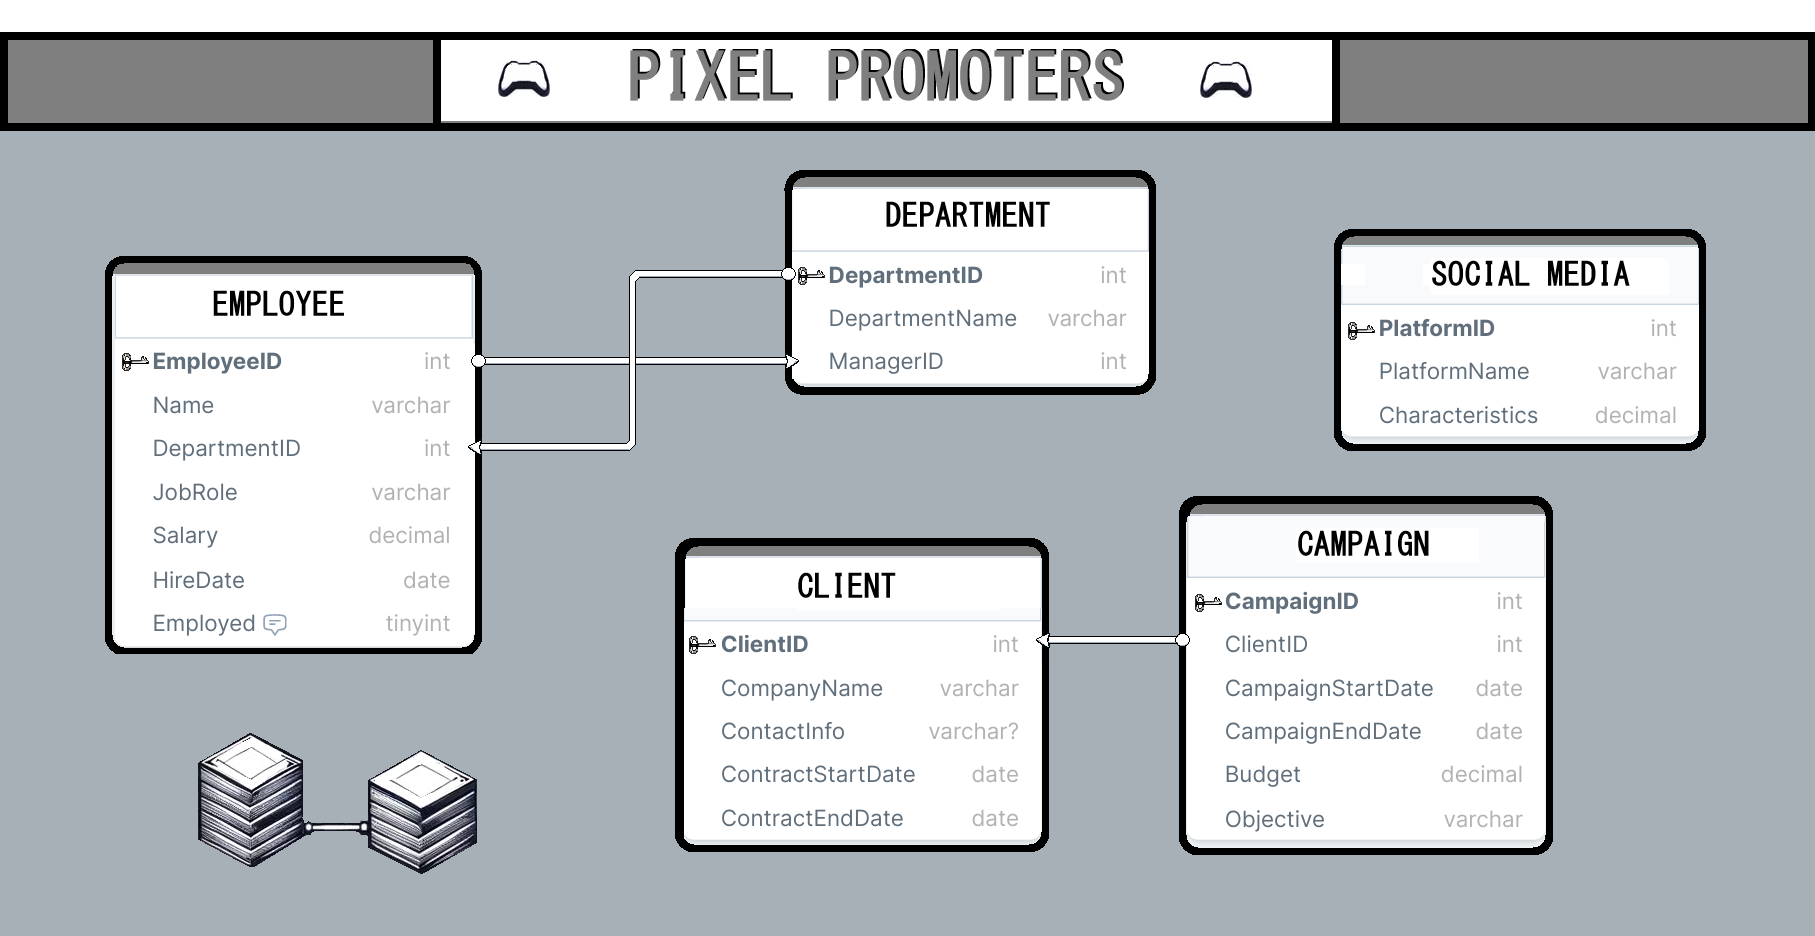 PIXEL PROMOTERS
DEPARTMENT
DepartmentID int
DepartmentName varchar
ManagerID int
SOCIAL MEDIA
PlatformID int
PlatformName varchar
Characteristics decimal
EMPLOYEE
EmployeeID int
Name varchar
DepartmentID int
JobRole varchar
Salary decimal
HireDate date
Employed tinyint
CLIENT
ClientID int
CompanyName varchar
ContactInfo varchar?
ContractStartDate date
ContractEndDate date
CAMPAIGN
CampaignID int
ClientID int
CampaignStartDate date
CampaignEndDate date
Budget decimal
Objective varchar